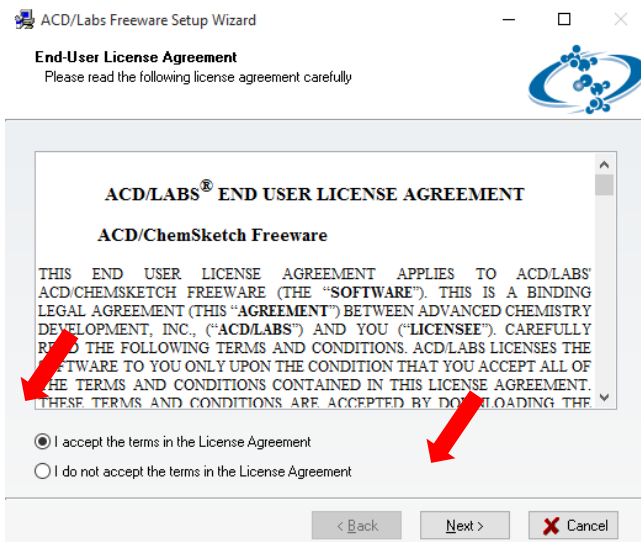 ACD/Labs Freeware Setup Wizard
End-User License Agreement
Please read the following license agreement carefully
ACD/LABS® END USER LICENSE AGREEMENT
ACD/ChemSketch Freeware
THIS END USER LICENSE AGREEMENT APPLIES TO ACD/LABS'
ACD/CHEMSKETCH FREEWARE (THE “SOFTWARE”). THIS IS A BINDING
LEGAL AGREEMENT (THIS “AGREEMENT”) BETWEEN ADVANCED CHEMISTRY
DEVELOPMENT, INC., (“ACD/LABS”) AND YOU (“LICENSEE”). CAREFULLY
READ THE FOLLOWING TERMS AND CONDITIONS. ACD/LABS LICENSES THE
SOFTWARE TO YOU ONLY UPON THE CONDITION THAT YOU ACCEPT ALL OF
THE TERMS AND CONDITIONS CONTAINED IN THIS LICENSE AGREEMENT.
THESE TERMS AND CONDITIONS ARE ACCEPTED BY DOWNLOADING THE
I accept the terms in the License Agreement
I do not accept the terms in the License Agreement
< Back Next > Cancel